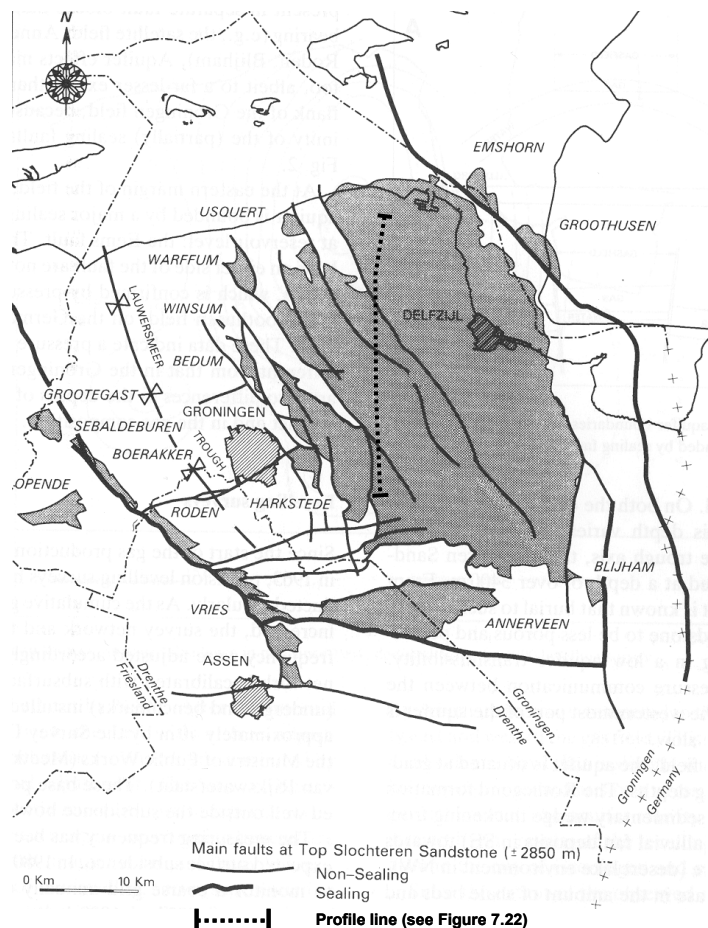 N
EMSHORN
USQUERT
GROOTHUSEN
WARFFUM
LAUWERSMEER
WINSUM
DELFZIJL
BEDUM
GROOTEGAST
GRONINGEN
SEBALDEBUREN
BOERAKKER
TROUGH
OPENDE
RODEN
HARKSTEDE
BLIJHAM
VRIES
ANNERVEEN
ASSEN
Drenthe
Friesland
Groningen
Drenthe
Groningen
Germany
Main faults at Top Slochteren Sandstone (± 2850 m)
0 Km 10 Km
Non-Sealing
Sealing
Profile line (see Figure 7.22)